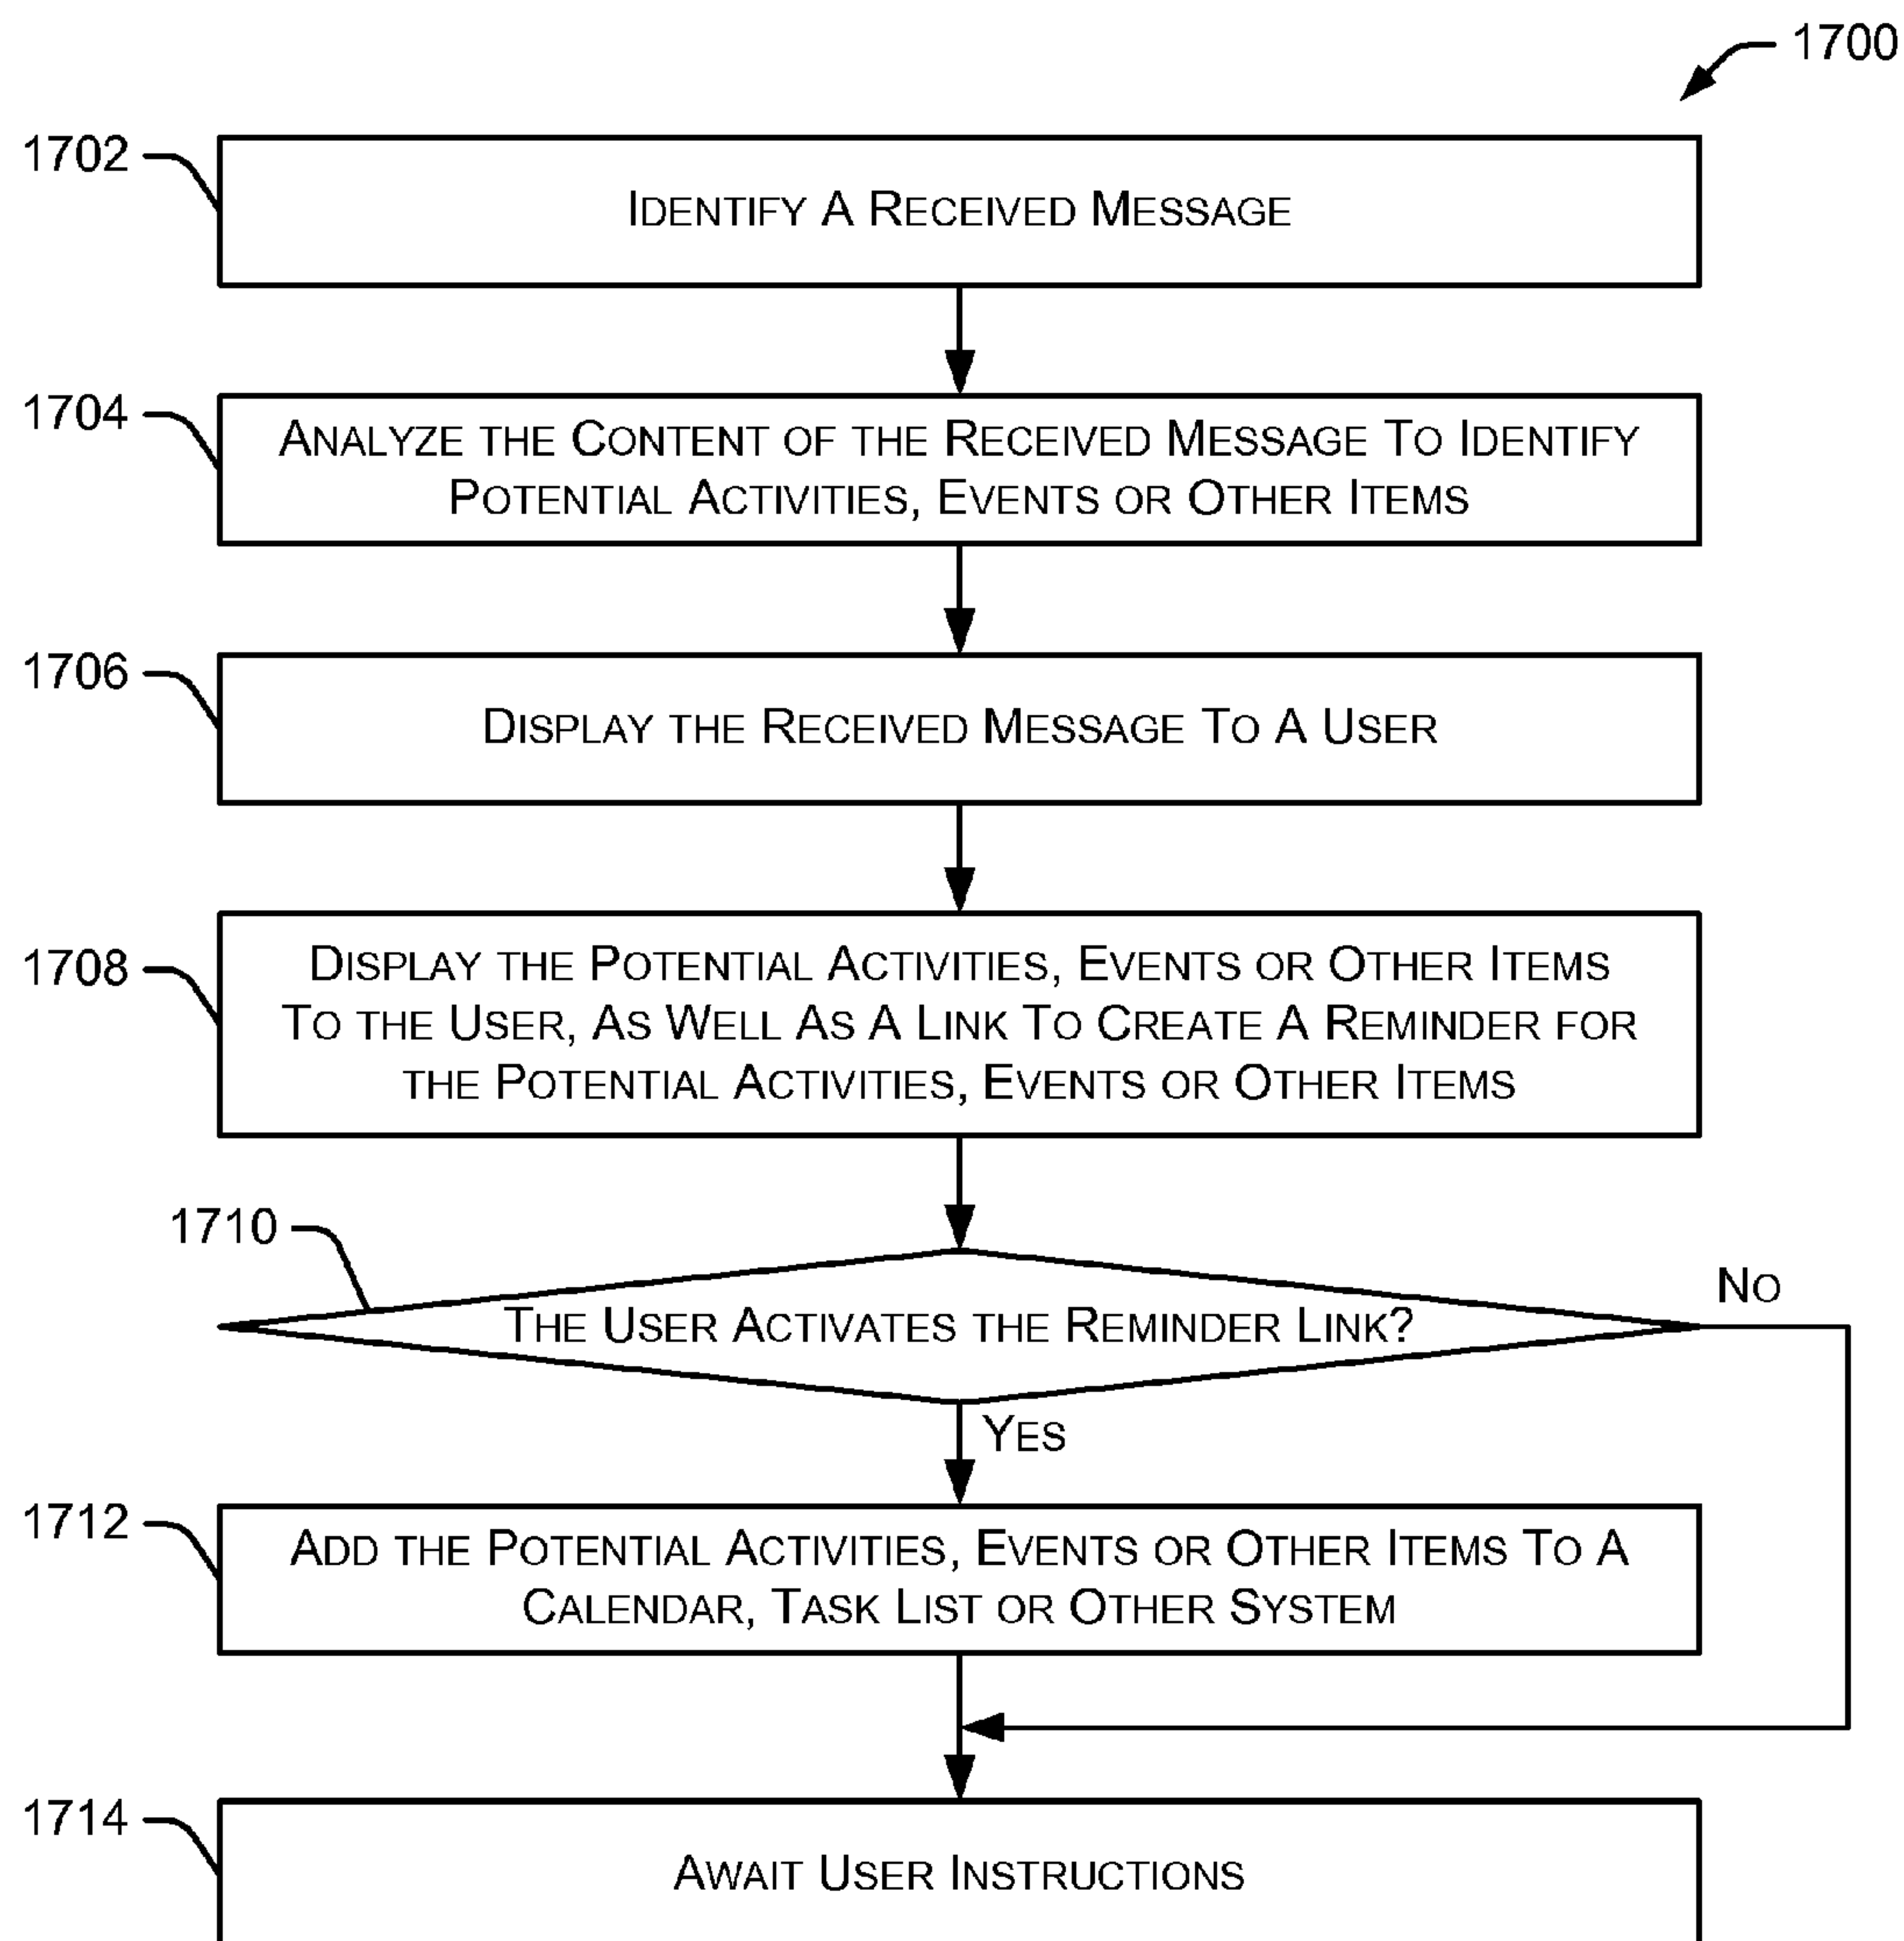 1700
1702
IDENTIFY A RECEIVED MESSAGE
1704
ANALYZE THE CONTENT OF THE RECEIVED MESSAGE TO IDENTIFY
POTENTIAL ACTIVITIES, EVENTS OR OTHER ITEMS
1706
DISPLAY THE RECEIVED MESSAGE TO A USER
1708
DISPLAY THE POTENTIAL ACTIVITIES, EVENTS OR OTHER ITEMS
TO THE USER, AS WELL AS A LINK TO CREATE A REMINDER FOR
THE POTENTIAL ACTIVITIES, EVENTS OR OTHER ITEMS
1710
THE USER ACTIVATES THE REMINDER LINK?
NO
YES
1712
ADD THE POTENTIAL ACTIVITIES, EVENTS OR OTHER ITEMS TO A
CALENDAR, TASK LIST OR OTHER SYSTEM
1714
AWAIT USER INSTRUCTIONS